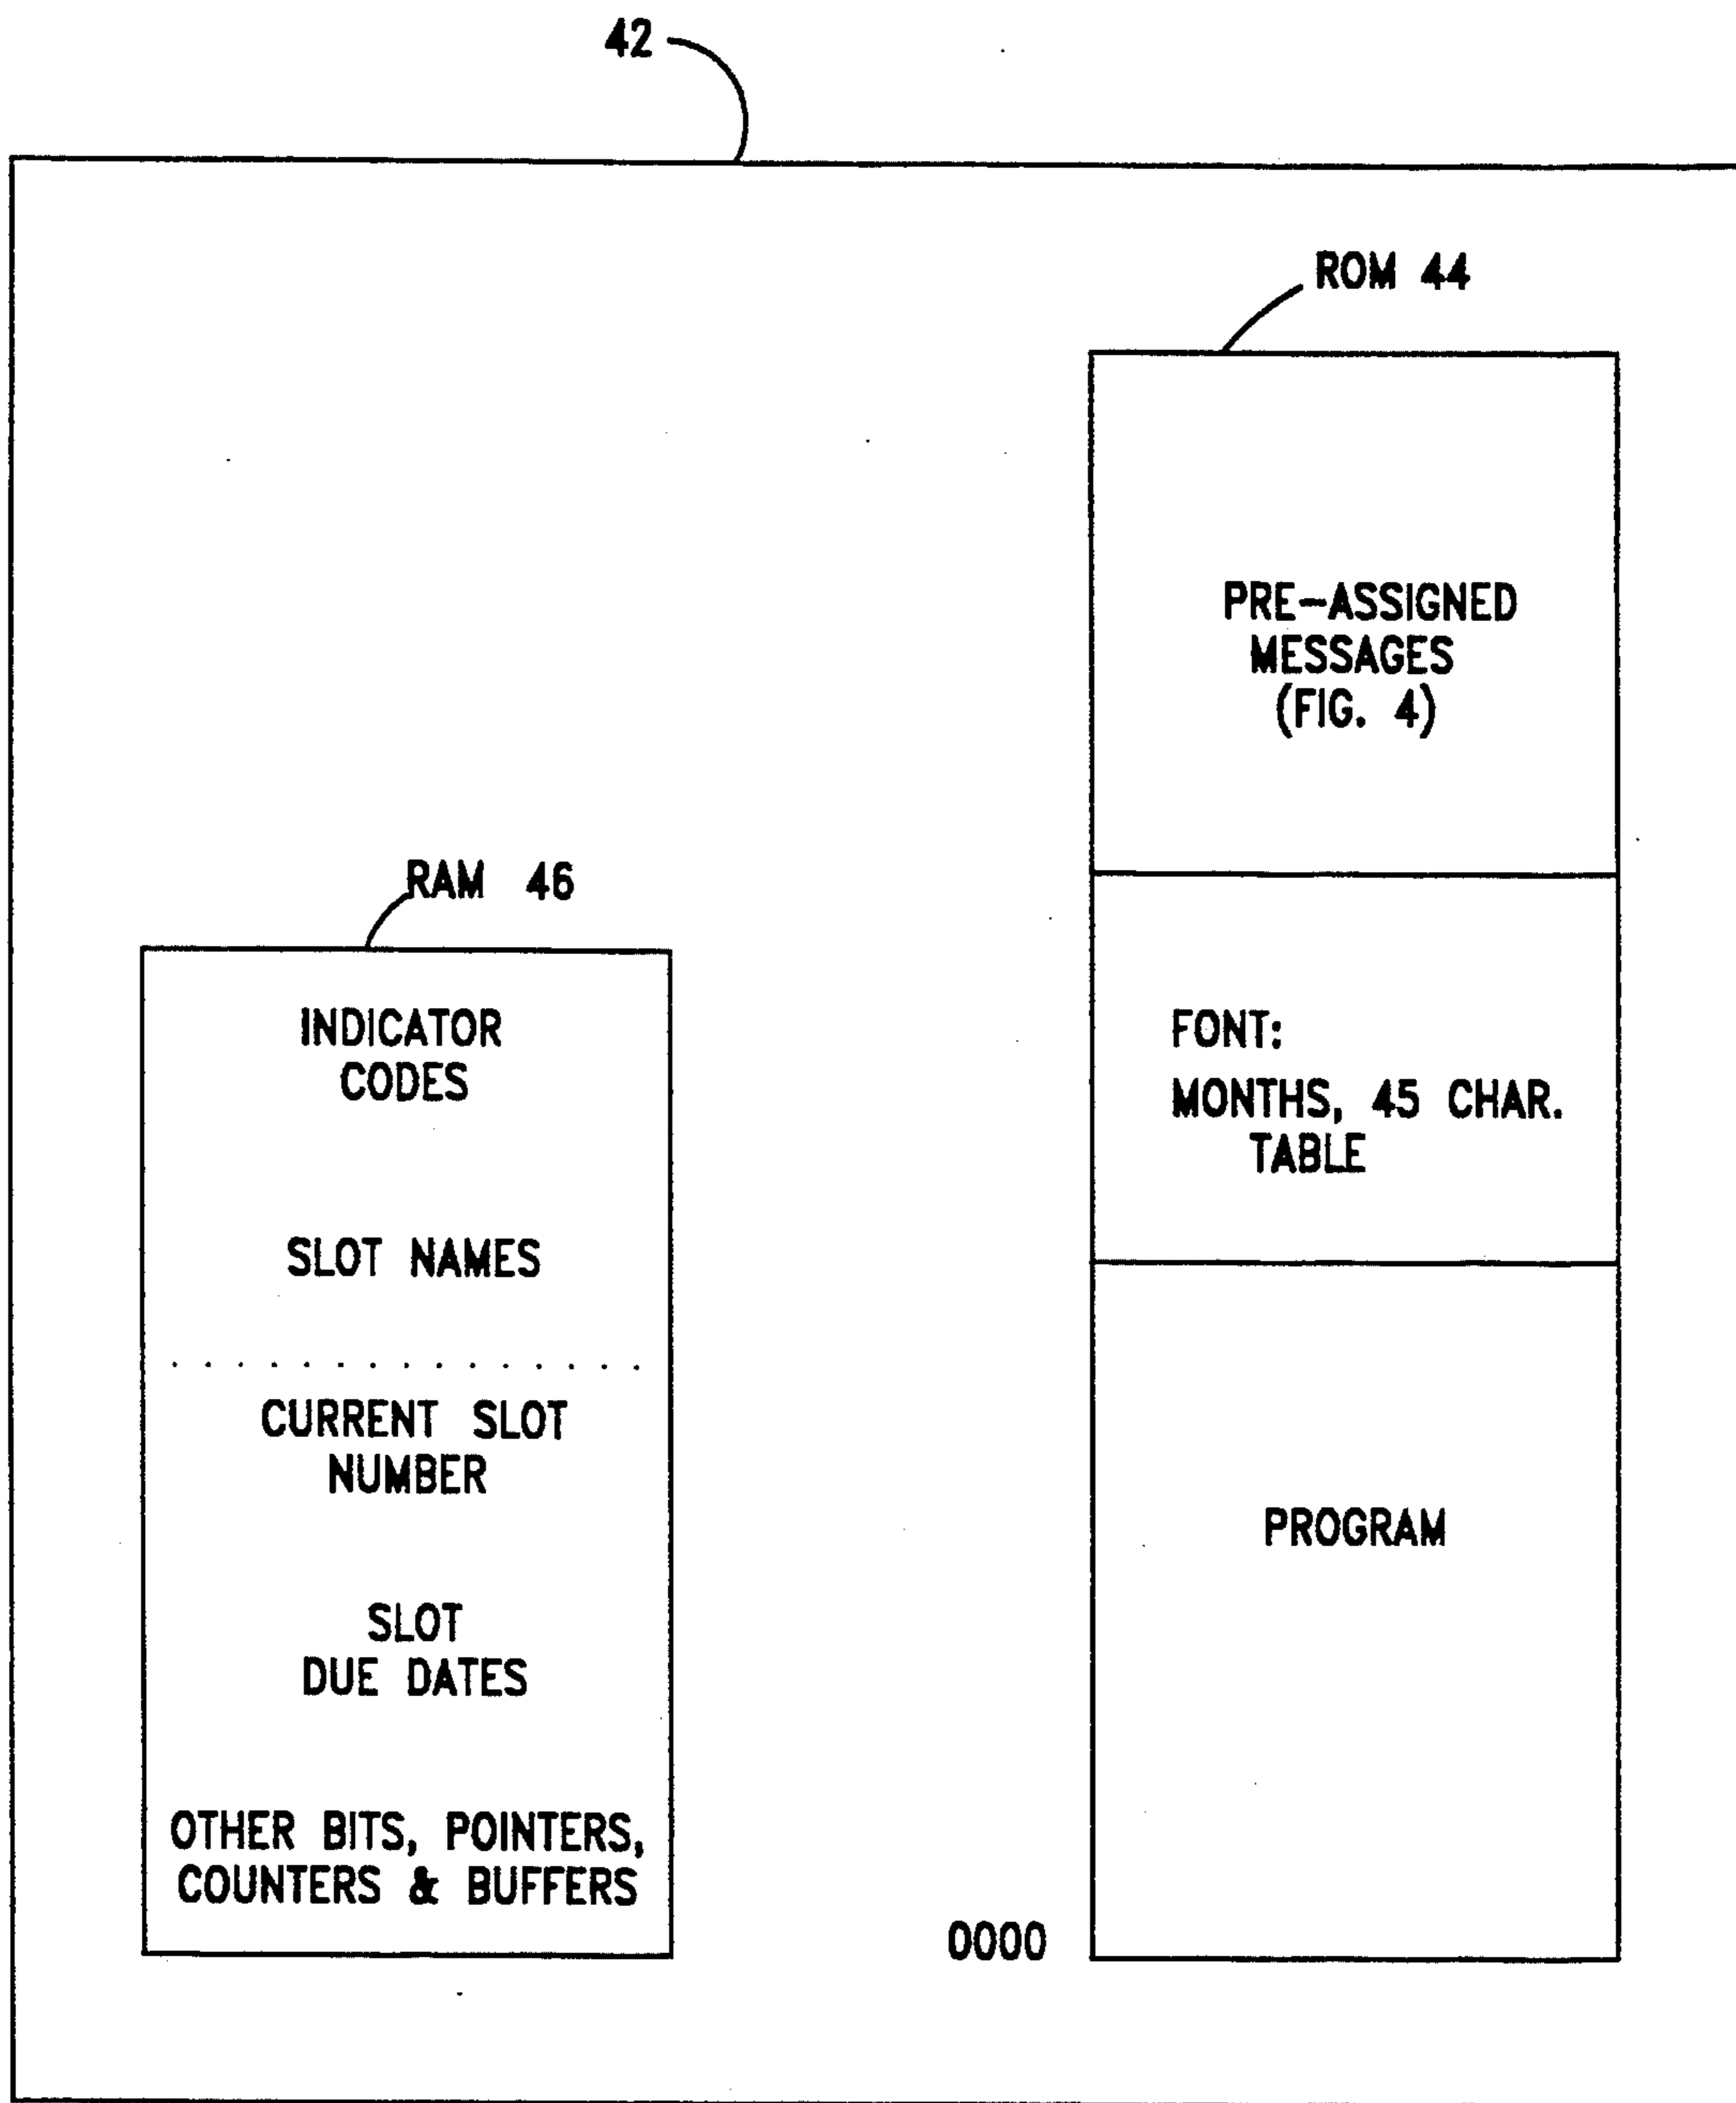 42
ROM 44
PRE-ASSIGNED
MESSAGES
(FIG. 4)
FONT:
MONTHS, 45 CHAR.
TABLE
PROGRAM
0000
RAM 46
INDICATOR
CODES
SLOT NAMES
CURRENT SLOT
NUMBER
SLOT
DUE DATES
OTHER BITS, POINTERS,
COUNTERS & BUFFERS